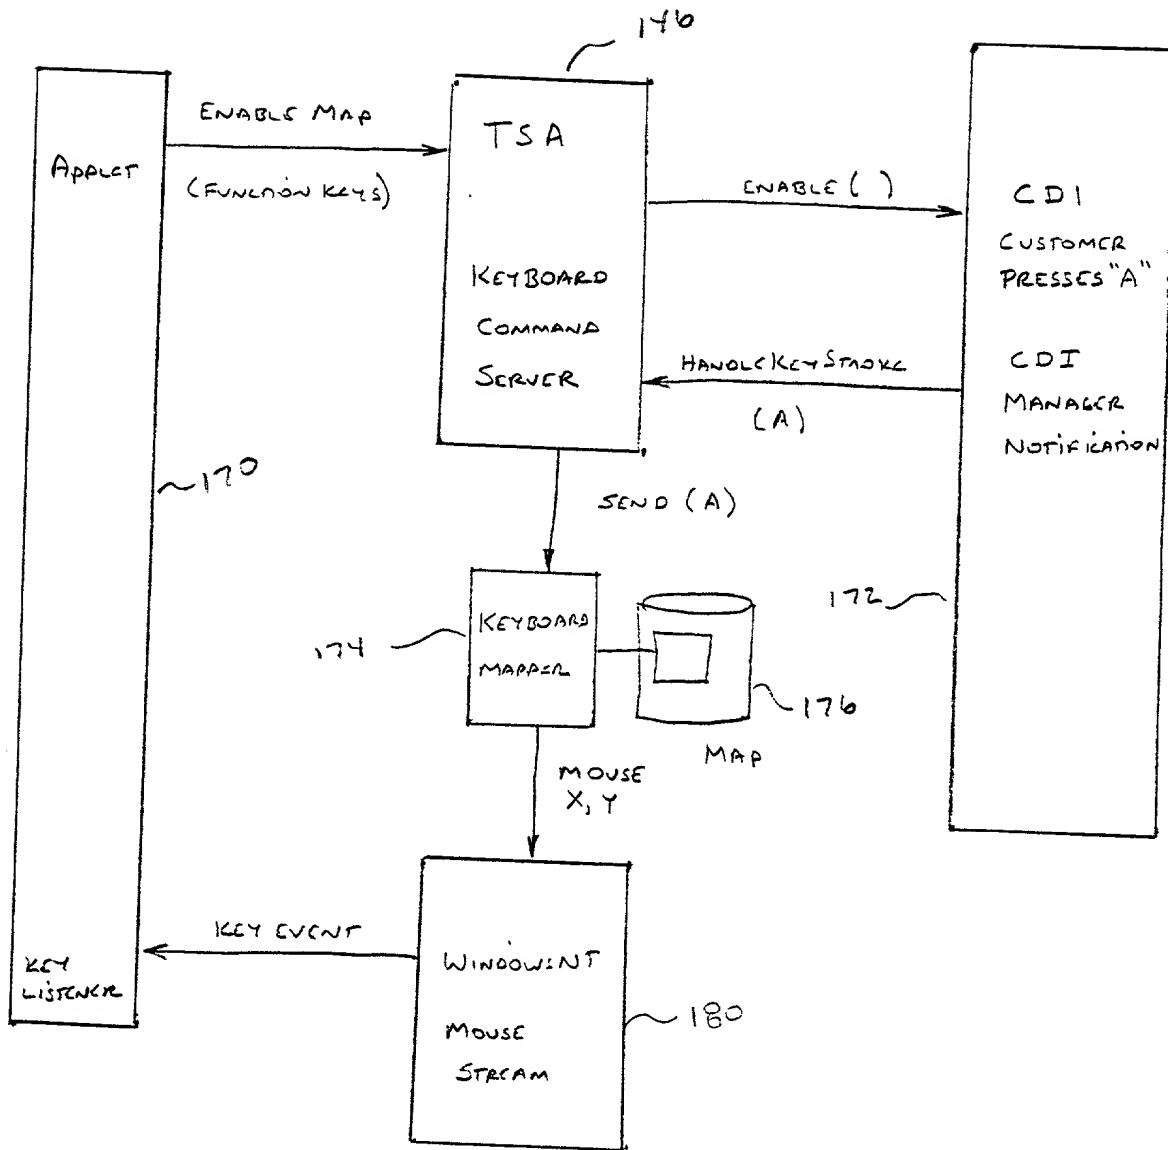 146
ENABLE MAP
(FUNCTION KEYS)
APPLET
TSA
KEYBOARD
COMMAND
SERVER
ENABLE ( )
CDI
CUSTOMER
PRESSES "A"
CDI
MANAGER
NOTIFICATION
HANDLEKEYSTROKE
(A)
170
SEND (A)
172
174
KEYBOARD
MAPPER
176
MAP
MOUSE
X, Y
KEY EVENT
KEY
LISTENER
WINDOWSNT
MOUSE
STREAM
180